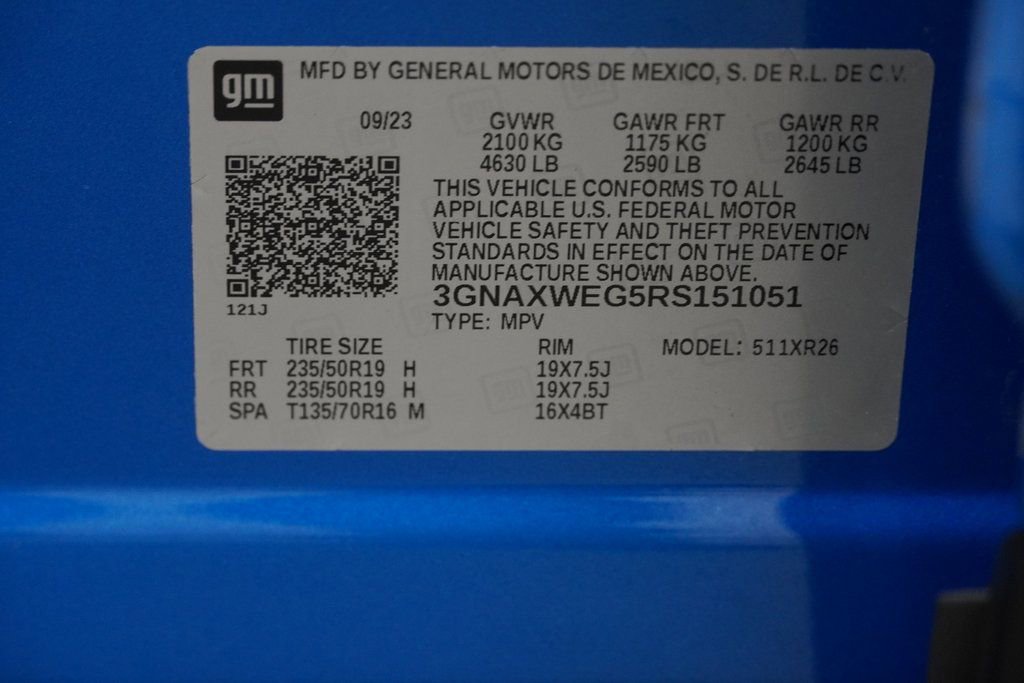 gm MFD BY GENERAL MOTORS DE MEXICO, S. DE R.L. DE C.V.
09/23 GVWR GAWR FRT GAWR RR
2100 KG 1175 KG 1200 KG
4630 LB 2590 LB 2645 LB
THIS VEHICLE CONFORMS TO ALL
APPLICABLE U.S. FEDERAL MOTOR
VEHICLE SAFETY AND THEFT PREVENTION
STANDARDS IN EFFECT ON THE DATE OF
MANUFACTURE SHOWN ABOVE.
3GNAXWEG5RS151051
121J
TYPE: MPV
TIRE SIZE RIM MODEL: 511XR26
FRT 235/50R19 H 19X7.5J
RR 235/50R19 H 19X7.5J
SPA T135/70R16 M 16X4BT